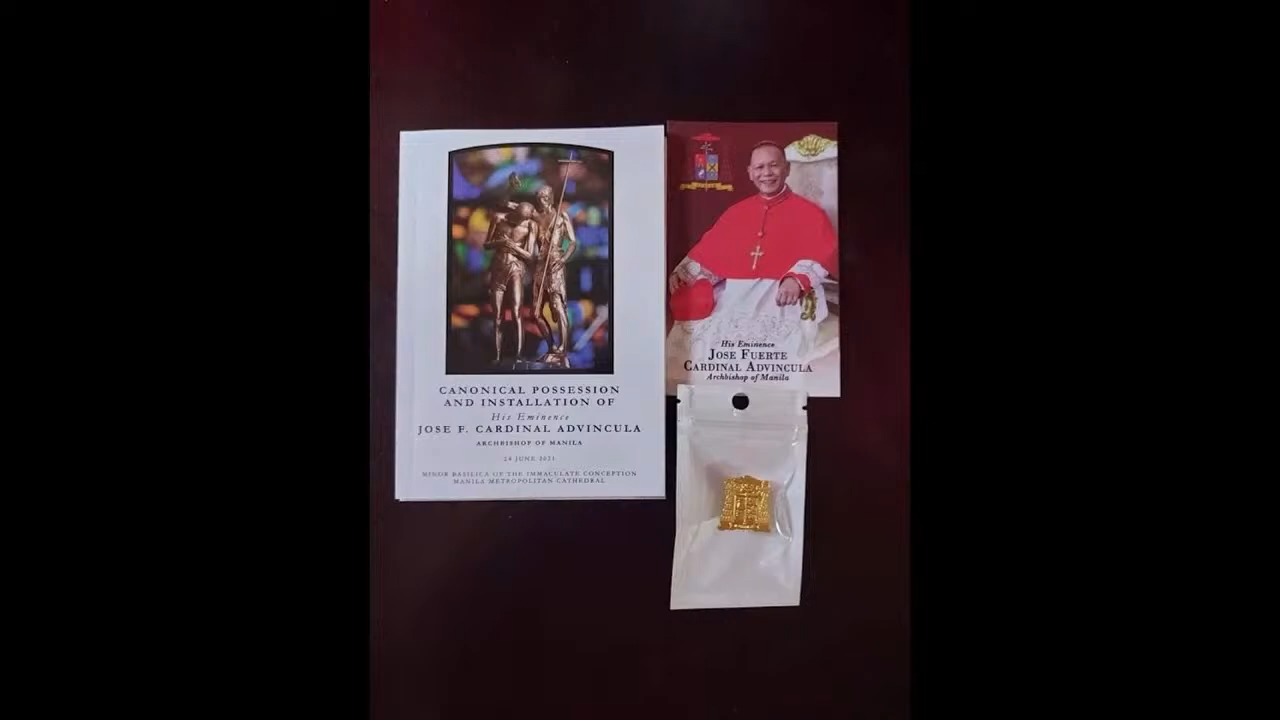 CANONICAL POSSESSION
AND INSTALLATION OF
His Eminence
JOSE F. CARDINAL ADVINCULA
ARCHBISHOP OF MANILA
24 JUNE 2021
MINOR BASILICA OF THE IMMACULATE CONCEPTION
MANILA METROPOLITAN CATHEDRAL
His Eminence
JOSE FUERTE
CARDINAL ADVINCULA
Archbishop of Manila